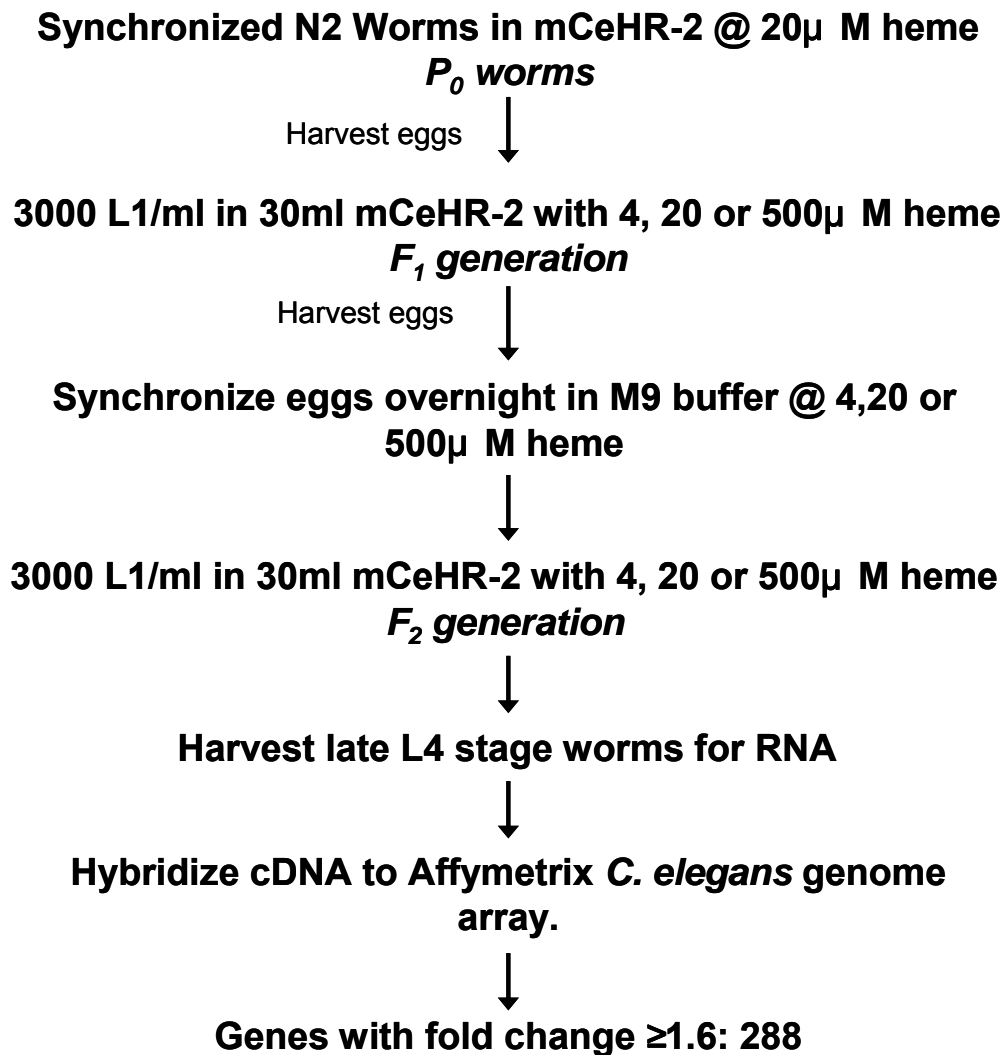 Synchronized N2 Worms in mCeHR-2 @ 20μ M heme
P0 worms
Harvest eggs
3000 L1/ml in 30ml mCeHR-2 with 4, 20 or 500μ M heme
F1 generation
Harvest eggs
Synchronize eggs overnight in M9 buffer @ 4,20 or
500μ M heme
3000 L1/ml in 30ml mCeHR-2 with 4, 20 or 500μ M heme
F2 generation
Harvest late L4 stage worms for RNA
Hybridize cDNA to Affymetrix C. elegans genome
array.
Genes with fold change ≥1.6: 288